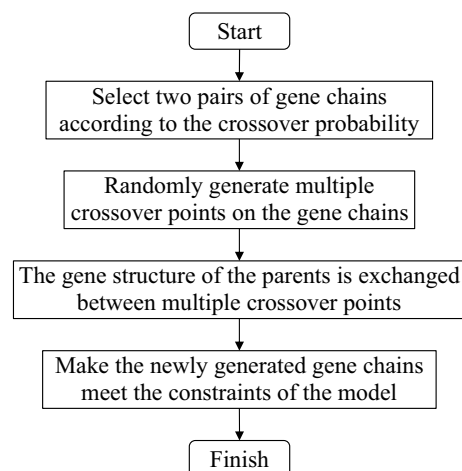 Start
Select two pairs of gene chains
according to the crossover probability
Randomly generate multiple
crossover points on the gene chains
The gene structure of the parents is exchanged
between multiple crossover points
Make the newly generated gene chains
meet the constraints of the model
Finish